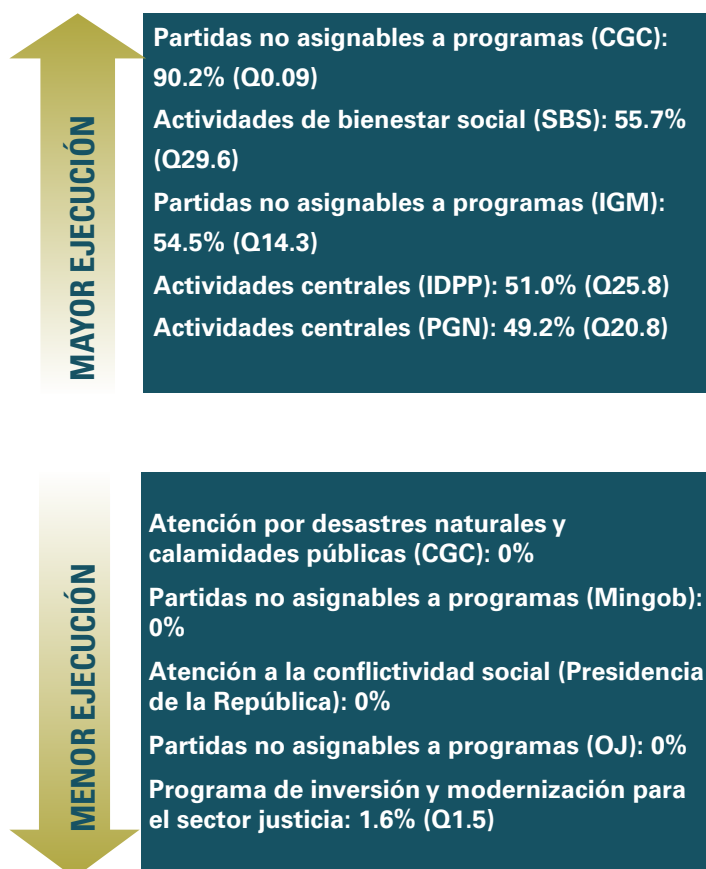 MAYOR EJECUCIÓN
Partidas no asignables a programas (CGC):
90.2% (Q0.09)
Actividades de bienestar social (SBS): 55.7%
(Q29.6)
Partidas no asignables a programas (IGM):
54.5% (Q14.3)
Actividades centrales (IDPP): 51.0% (Q25.8)
Actividades centrales (PGN): 49.2% (Q20.8)
MENOR EJECUCIÓN
Atención por desastres naturales y
calamidades públicas (CGC): 0%
Partidas no asignables a programas (Mingob):
0%
Atención a la conflictividad social (Presidencia
de la República): 0%
Partidas no asignables a programas (OJ): 0%
Programa de inversión y modernización para
el sector justicia: 1.6% (Q1.5)